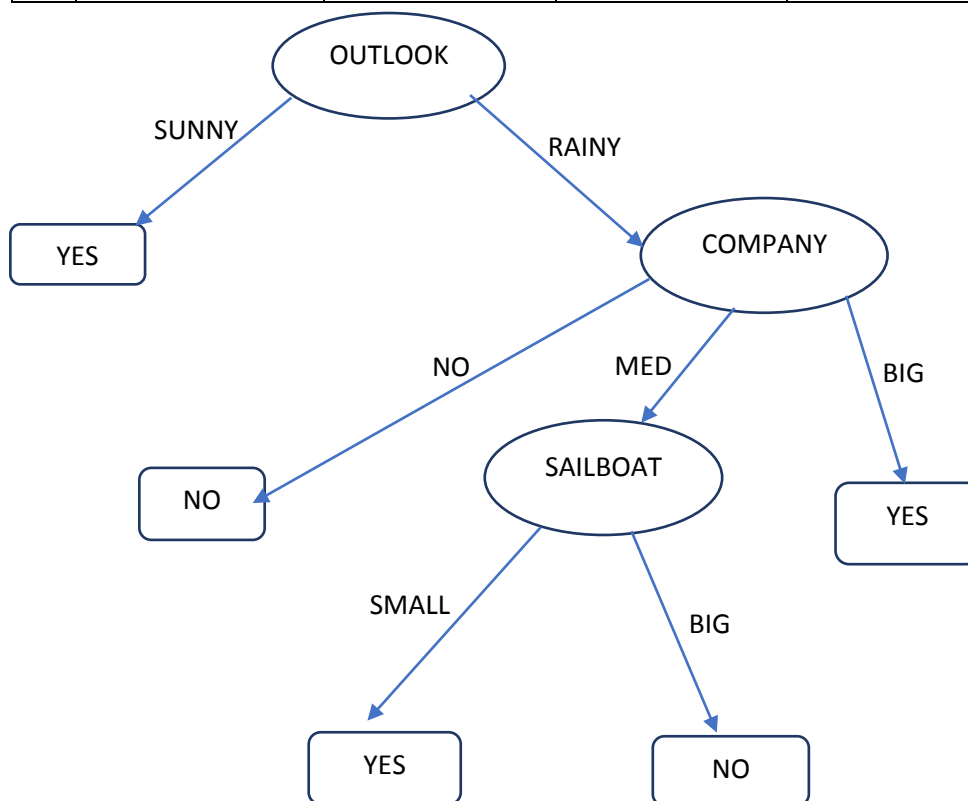 OUTLOOK
SUNNY
RAINY
COMPANY
YES
NO
MED
BIG
SAILBOAT
NO
YES
SMALL
BIG
YES
NO